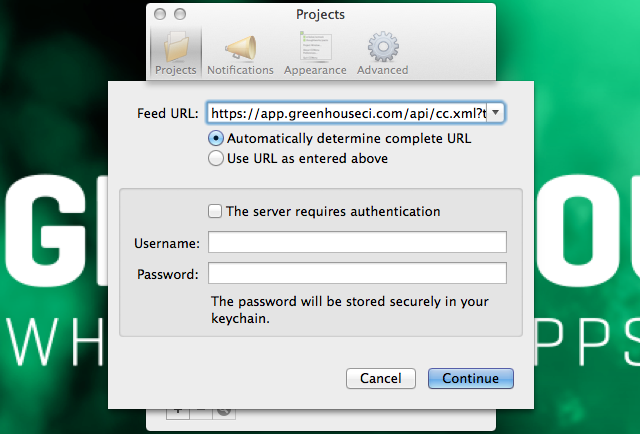 Projects
Projects Notifications Appearance Advanced
Feed URL: https://app.greenhouseci.com/api/cc.xml?t
Automatically determine complete URL
Use URL as entered above
The server requires authentication
Username:
Password:
The password will be stored securely in your
keychain.
Cancel Continue
G OU
WH PPS